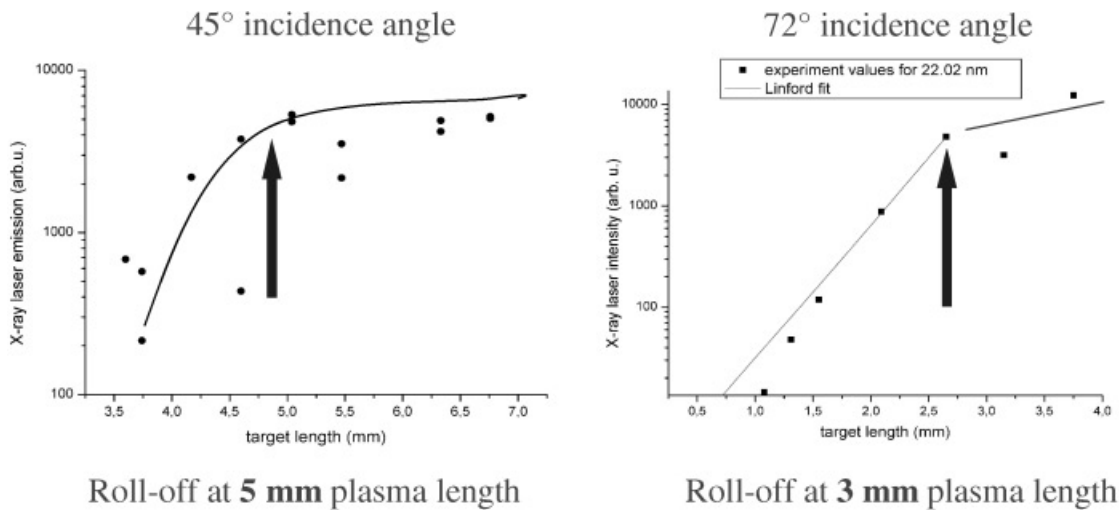 45° incidence angle
10000
1000
100
X-ray laser emission (arb.u.)
3,5 4,0 4,5 5,0 5,5 6,0 6,5 7,0
target length (mm)
Roll-off at 5 mm plasma length
72° incidence angle
experiment values for 22.02 nm
Linford fit
10000
1000
100
X-ray laser intensity (arb. u.)
0,5 1,0 1,5 2,0 2,5 3,0 3,5 4,0
target length (mm)
Roll-off at 3 mm plasma length